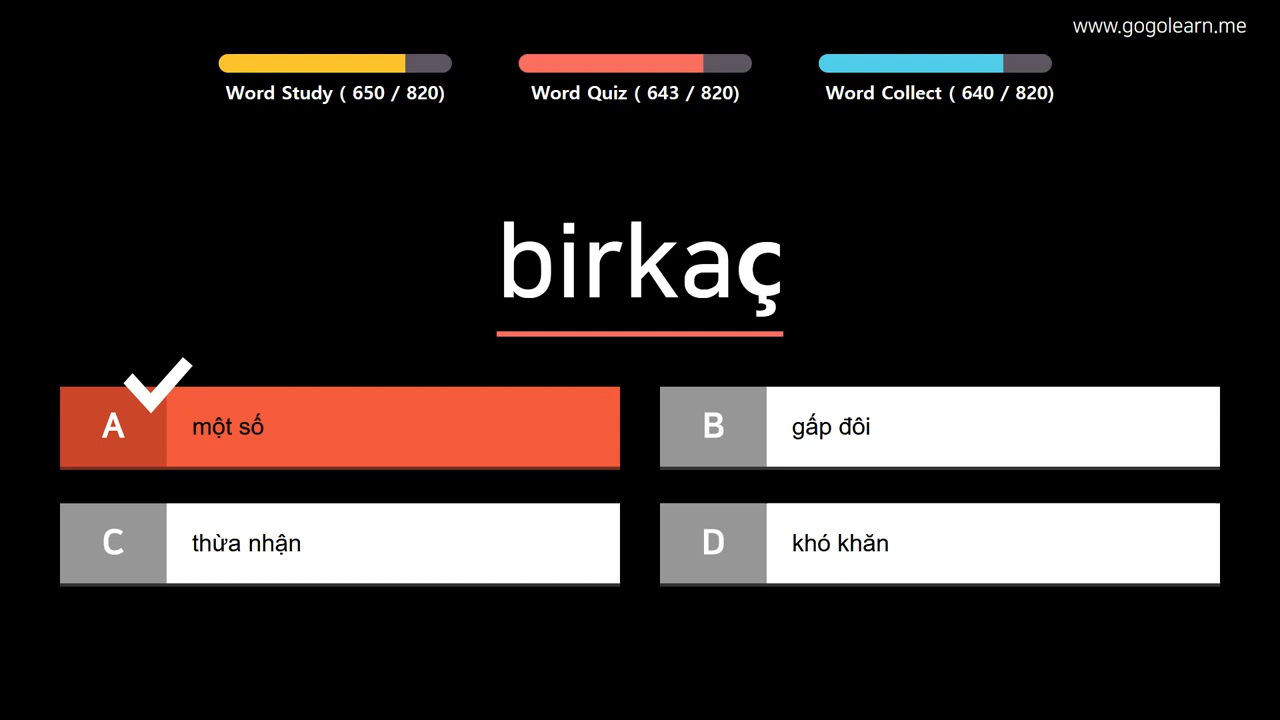 www.gogolearn.me
Word Study ( 650 / 820)
Word Quiz ( 643 / 820)
Word Collect ( 640 / 820)
birkaç
A
một số
B
gấp đôi
C
thừa nhận
D
khó khăn